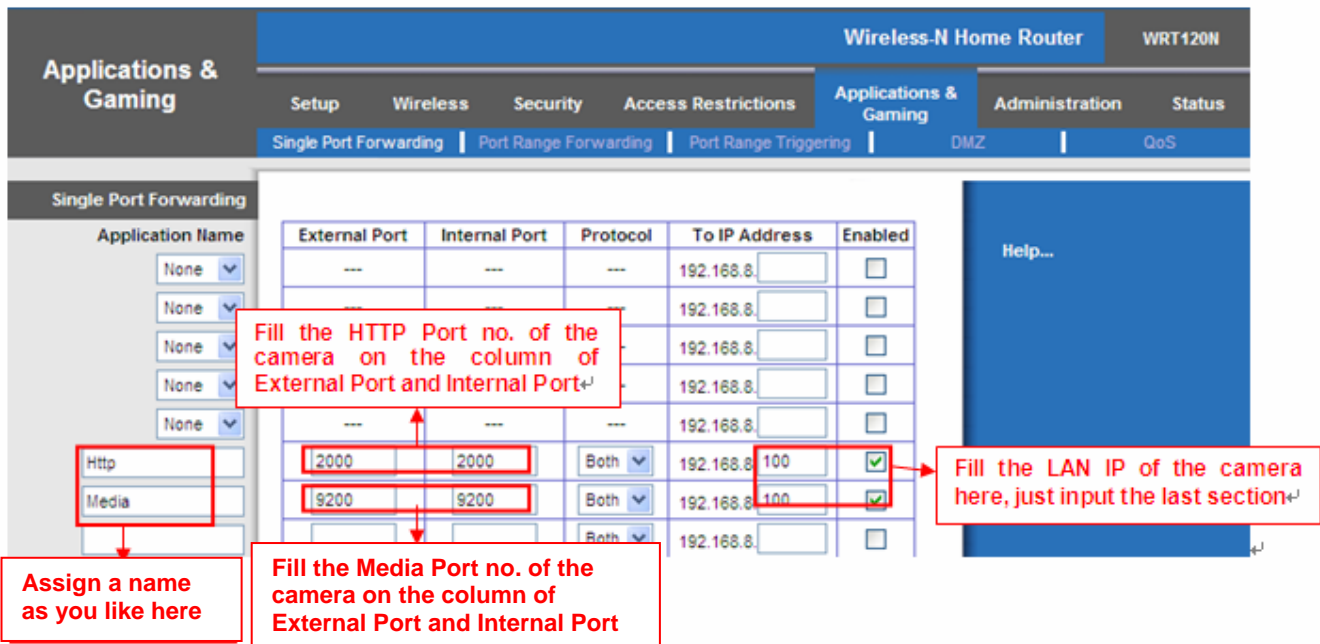 Wireless-N Home Router WRT120N
Applications &
Gaming
Setup Wireless Security Access Restrictions Applications & Gaming Administration Status
Single Port Forwarding Port Range Forwarding Port Range Triggering DMZ QoS
Single Port Forwarding
Help...
Application Name External Port Internal Port Protocol To IP Address Enabled
None --- --- --- 192.168.8.
None --- --- --- 192.168.8.
None 192.168.8.
None 192.168.8.
None --- --- --- 192.168.8.
Http 2000 2000 Both 192.168.8. 100
Media 9200 9200 Both 192.168.8. 100
Both 192.168.8.
Fill the HTTP Port no. of the
camera on the column of
External Port and Internal Port↵
Fill the LAN IP of the camera
here, just input the last section↵
↵
Assign a name
as you like here
Fill the Media Port no. of the
camera on the column of
External Port and Internal Port